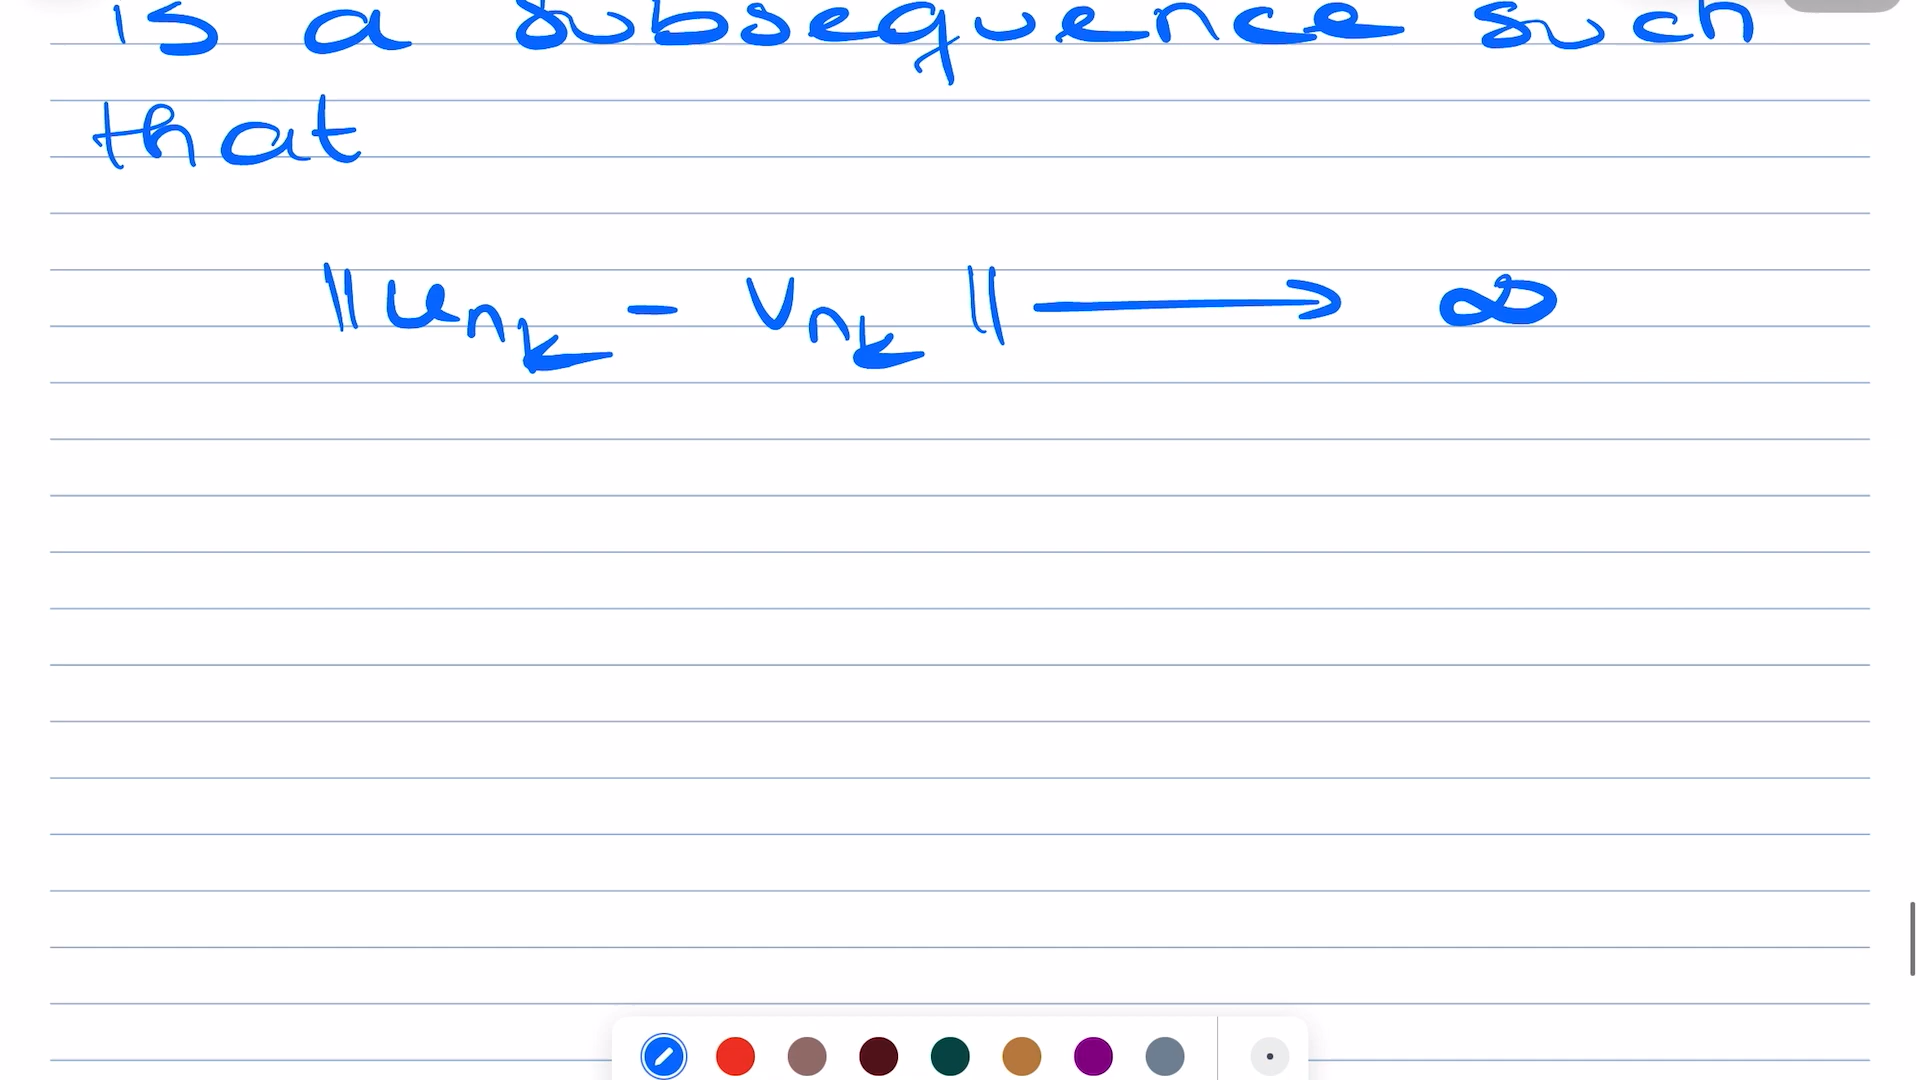 is a subsequence such
that
‖u_{n_k} - v_{n_k}‖ ⟶ ∞